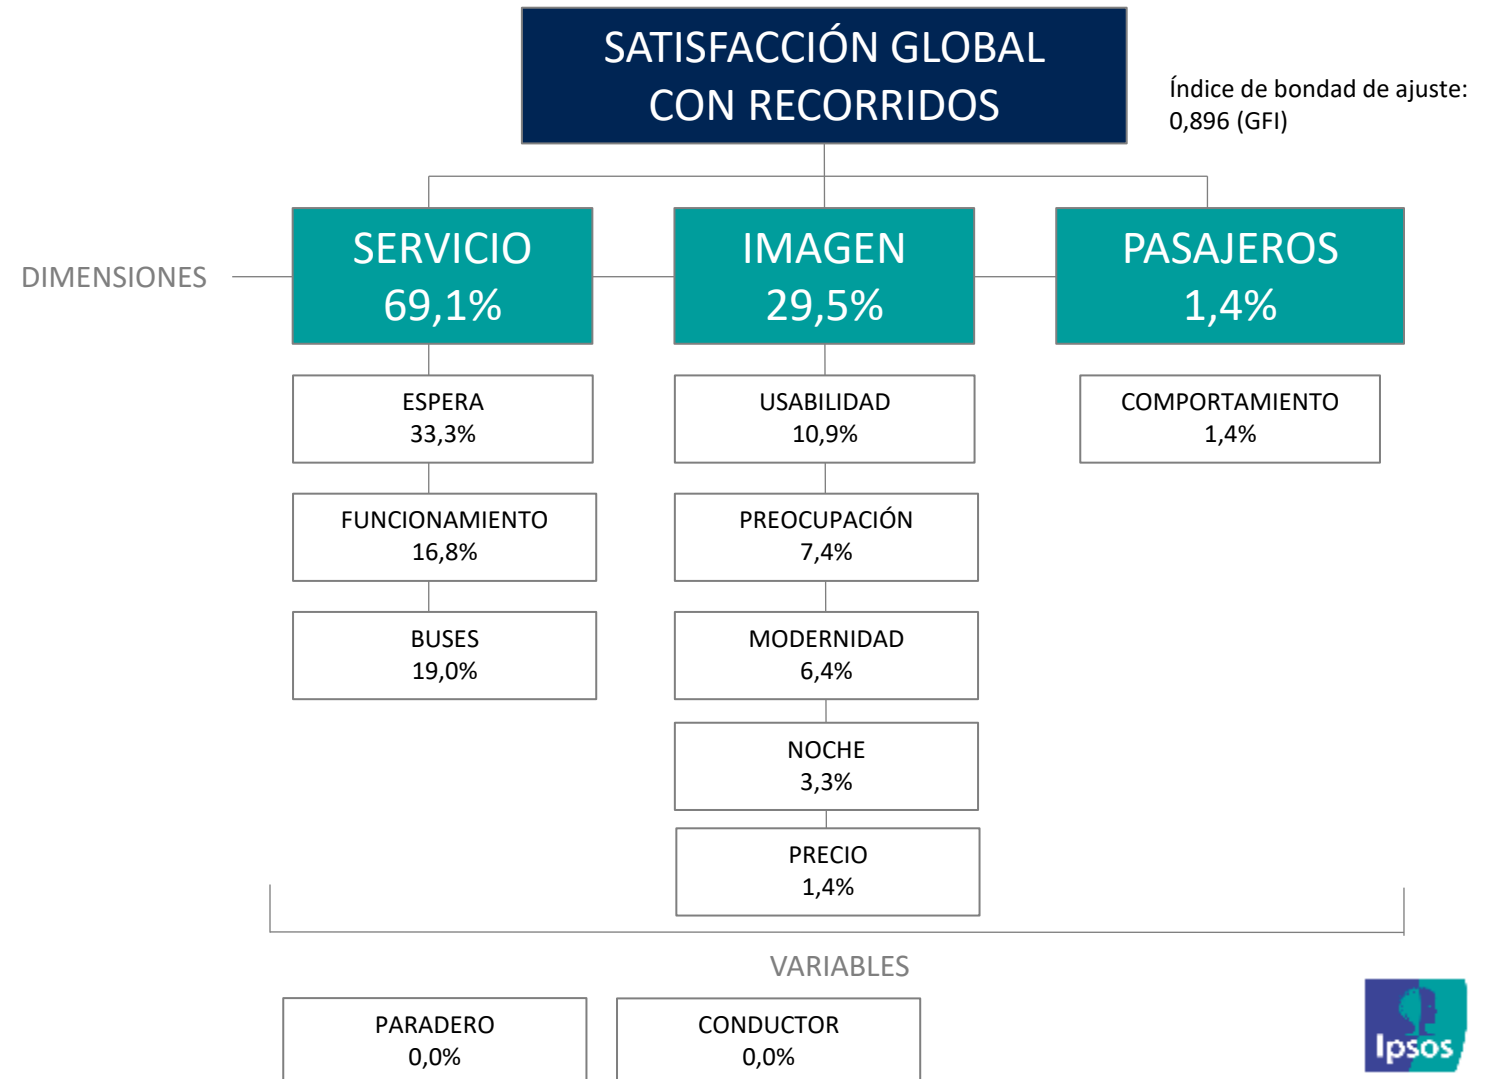 SATISFACCIÓN GLOBAL
CON RECORRIDOS
Índice de bondad de ajuste:
0,896 (GFI)
DIMENSIONES
SERVICIO
69,1%
IMAGEN
29,5%
PASAJEROS
1,4%
ESPERA
33,3%
USABILIDAD
10,9%
COMPORTAMIENTO
1,4%
FUNCIONAMIENTO
16,8%
PREOCUPACIÓN
7,4%
BUSES
19,0%
MODERNIDAD
6,4%
NOCHE
3,3%
PRECIO
1,4%
VARIABLES
PARADERO
0,0%
CONDUCTOR
0,0%
Ipsos